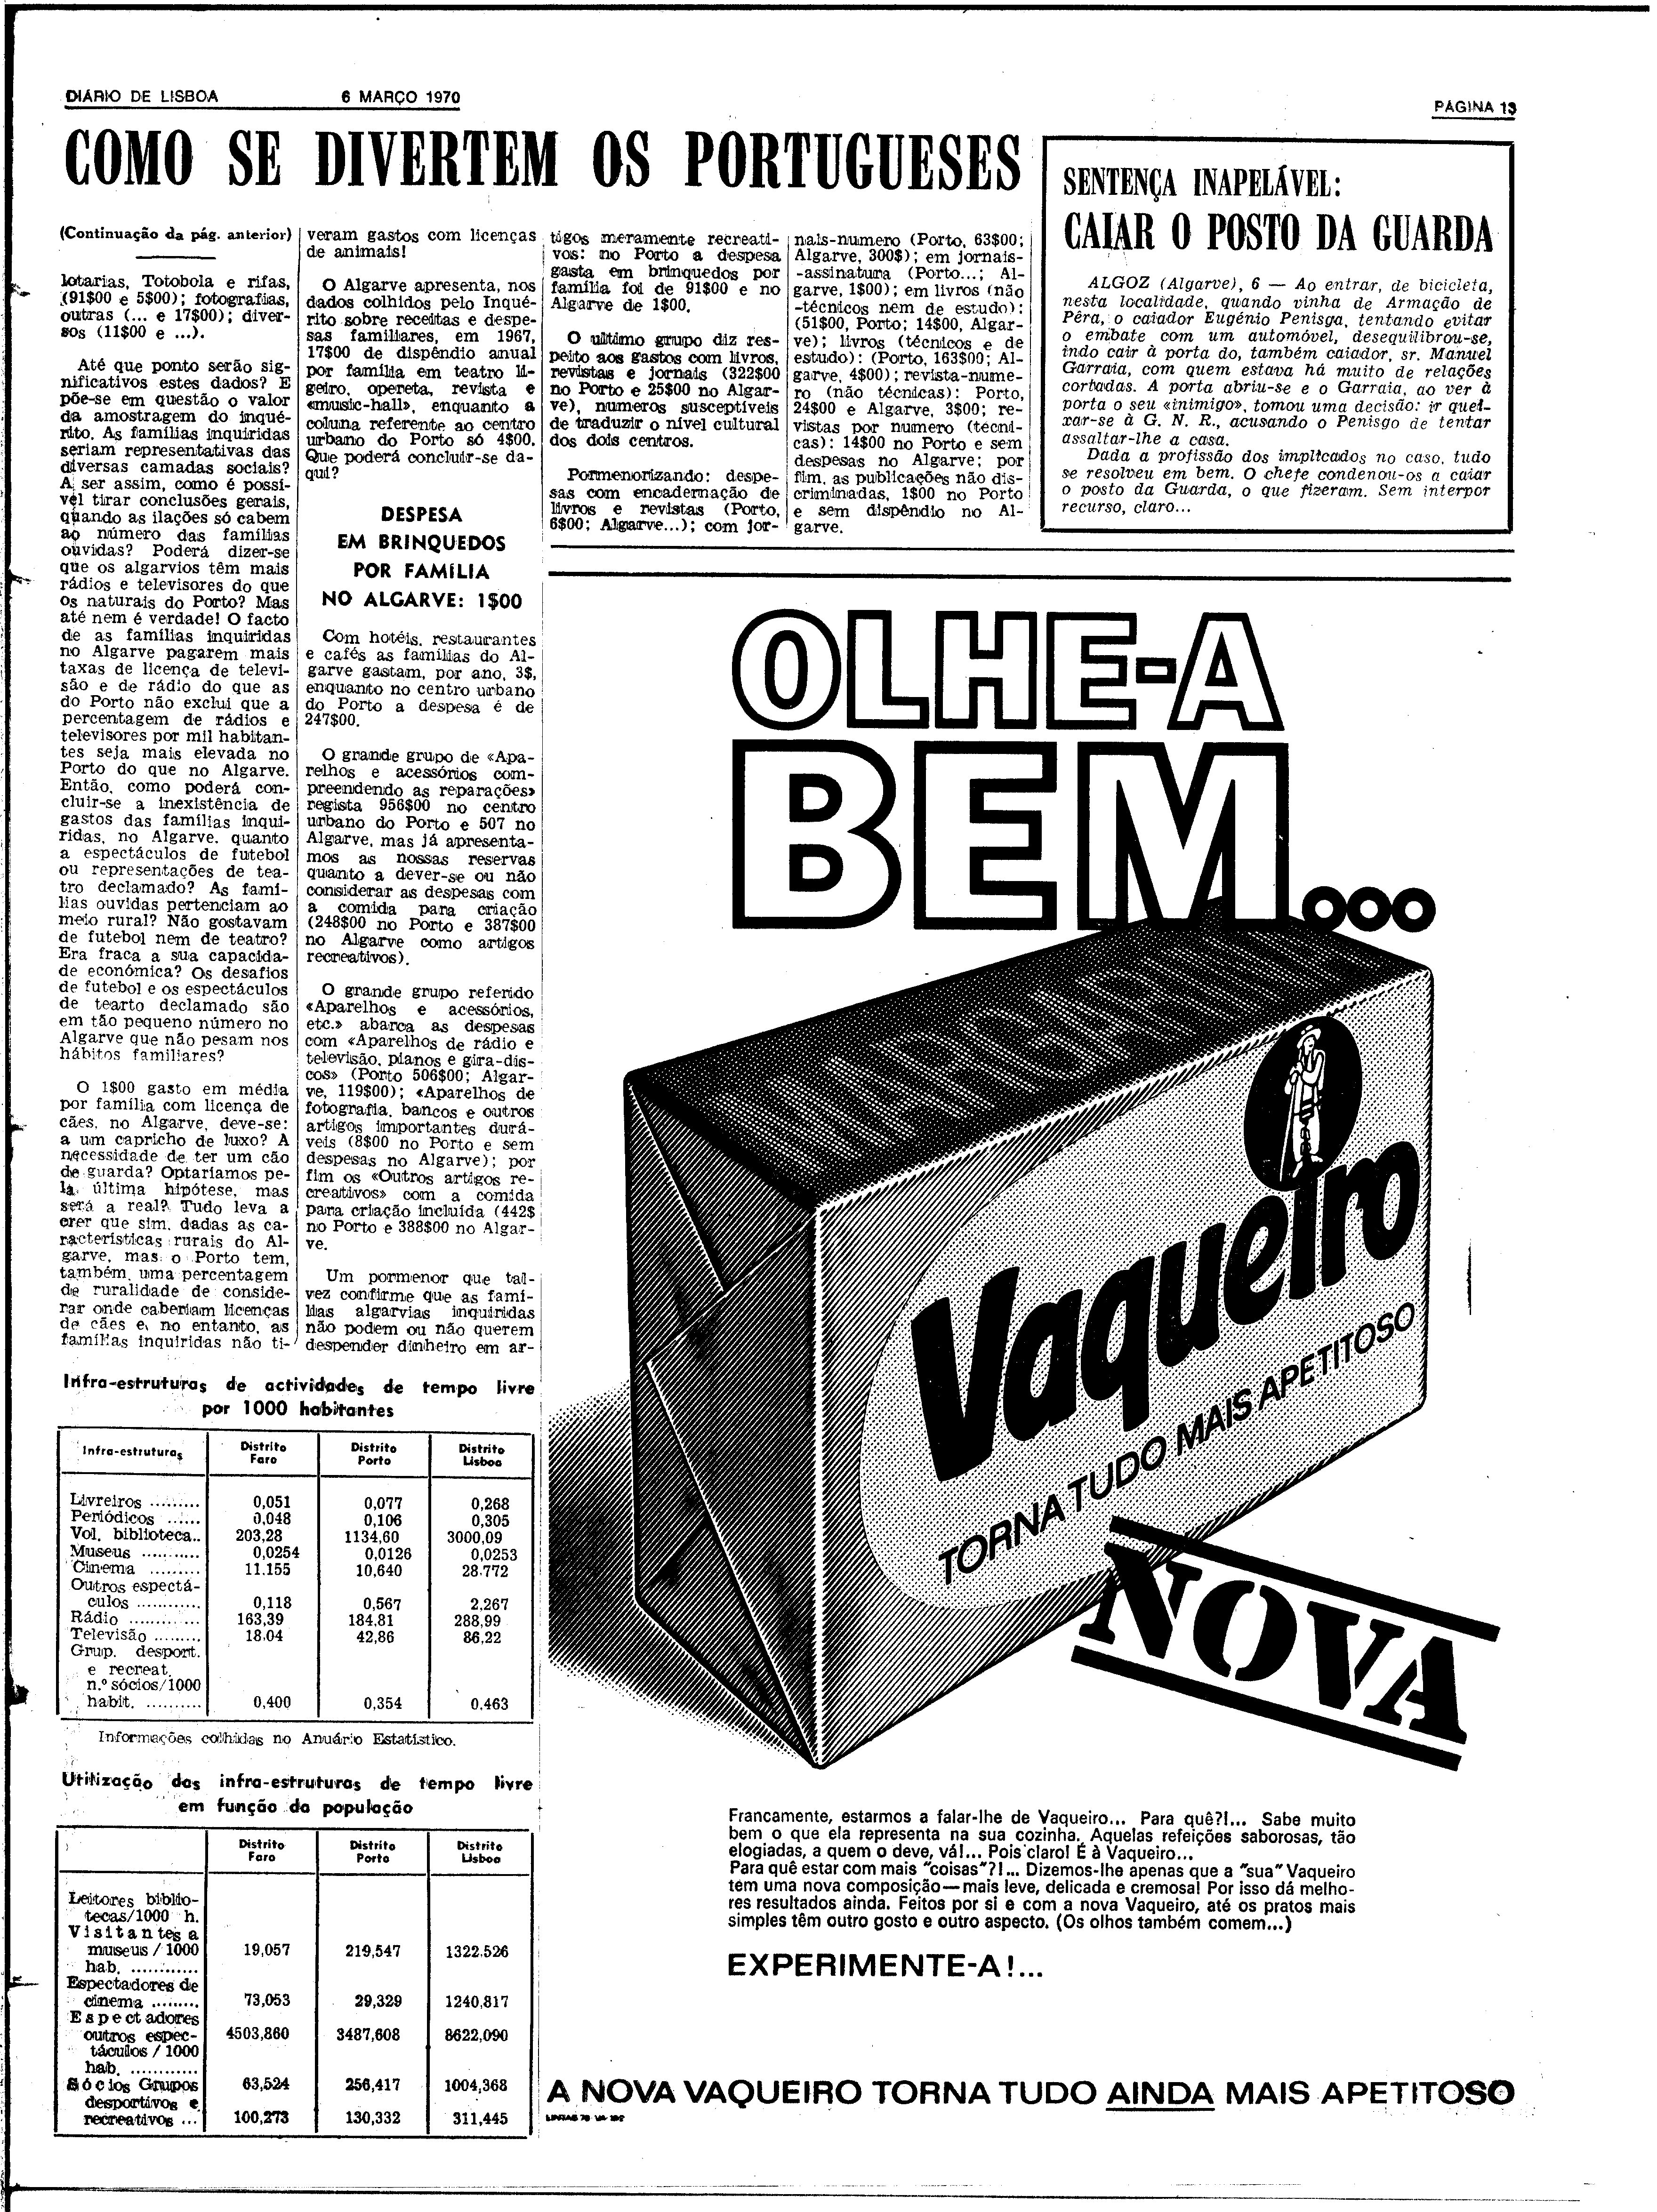 DIÁRIO DE LISBOA 6 MARÇO 1970
PÁGINA 13
COMO SE DIVERTEM OS PORTUGUESES
(Continuação da pág. anterior)
lotarias, Totobola e rifas,
(91$00 e 5$00); fotografias,
outras (... e 17$00); diver-
sos (11$00 e ...).
Até que ponto serão sig-
nificativos estes dados? E
põe-se em questão o valor
da amostragem do inqué-
rito. As famílias inquiridas
seriam representativas das
diversas camadas sociais?
A ser assim, como é possí-
vel tirar conclusões gerais,
quando as ilações só cabem
ao número das famílias
ouvidas? Poderá dizer-se
que os algarvios têm mais
rádios e televisores do que
os naturais do Porto? Mas
até nem é verdade! O facto
de as famílias inquiridas
no Algarve pagarem mais
taxas de licença de televi-
são e de rádio do que as
do Porto não exclui que a
percentagem de rádios e
televisores por mil habitan-
tes seja mais elevada no
Porto do que no Algarve.
Então, como poderá con-
cluir-se a inexistência de
gastos das famílias inqui-
ridas, no Algarve, quanto
a espectáculos de futebol
ou representações de tea-
tro declamado? As famí-
lias ouvidas pertenciam ao
meio rural? Não gostavam
de futebol nem de teatro?
Era fraca a sua capacida-
de económica? Os desafios
de futebol e os espectáculos
de tearto declamado são
em tão pequeno número no
Algarve que não pesam nos
hábitos familiares?
O 1$00 gasto em média
por família com licença de
cães, no Algarve, deve-se:
a um capricho de luxo? A
necessidade de ter um cão
de guarda? Optaríamos pe-
la última hipótese, mas
será a real? Tudo leva a
crer que sim, dadas as ca-
racterísticas rurais do Al-
garve, mas o Porto tem,
também, uma percentagem
de ruralidade de conside-
rar onde caberiam licenças
de cães e, no entanto, as
famílias inquiridas não ti-
veram gastos com licenças
de animais!
O Algarve apresenta, nos
dados colhidos pelo Inqué-
rito sobre receitas e despe-
sas familiares, em 1967,
17$00 de dispêndio anual
por família em teatro li-
geiro, opereta, revista e
«music-hall», enquanto a
coluna referente ao centro
urbano do Porto só 4$00.
Que poderá concluir-se da-
qui?
DESPESA
EM BRINQUEDOS
POR FAMÍLIA
NO ALGARVE: 1$00
Com hotéis, restaurantes
e cafés as famílias do Al-
garve gastam, por ano, 3$,
enquanto no centro urbano
do Porto a despesa é de
247$00.
O grande grupo de «Apa-
relhos e acessórios com-
preendendo as reparações»
regista 956$00 no centro
urbano do Porto e 507 no
Algarve, mas já apresenta-
mos as nossas reservas
quanto a dever-se ou não
considerar as despesas com
a comida para criação
(248$00 no Porto e 387$00
no Algarve como artigos
recreativos).
O grande grupo referido
«Aparelhos e acessórios,
etc.» abarca as despesas
com «Aparelhos de rádio e
televisão, pianos e gira-dis-
cos» (Porto 506$00; Algar-
ve, 119$00); «Aparelhos de
fotografia, bancos e outros
artigos importantes durá-
veis (8$00 no Porto e sem
despesas no Algarve); por
fim os «Outros artigos re-
creativos» com a comida
para criação incluída (442$
no Porto e 388$00 no Algar-
ve.
Um pormenor que tal-
vez confirme que as famí-
lias algarvias inquiridas
não podem ou não querem
despender dinheiro em ar-
tigos meramente recreati-
vos: no Porto a despesa
gasta em brinquedos por
família foi de 91$00 e no
Algarve de 1$00.
O último grupo diz res-
peito aos gastos com livros,
revistas e jornais (322$00
no Porto e 25$00 no Algar-
ve), numeros susceptíveis
de traduzir o nível cultural
dos dois centros.
Pormenorizando: despe-
sas com encadernação de
livros e revistas (Porto,
6$00; Algarve...); com jor-
nais-numero (Porto, 63$00;
Algarve, 300$); em jornais-
-assinatura (Porto...; Al-
garve, 1$00); em livros (não
-técnicos nem de estudo):
(51$00, Porto; 14$00, Algar-
ve); livros (técnicos e de
estudo): (Porto, 163$00; Al-
garve, 4$00); revista-nume-
ro (não técnicas): Porto,
24$00 e Algarve, 3$00; re-
vistas por numero (técni-
cas): 14$00 no Porto e sem
despesas no Algarve; por
fim, as publicações não dis-
criminadas, 1$00 no Porto
e sem dispêndio no Al-
garve.
SENTENÇA INAPELÁVEL:
CAIAR O POSTO DA GUARDA
ALGOZ (Algarve), 6 — Ao entrar, de bicicleta,
nesta localidade, quando vinha de Armação de
Pêra, o caiador Eugénio Penisga, tentando evitar
o embate com um automóvel, desequilibrou-se,
indo cair à porta do, também caiador, sr. Manuel
Garraia, com quem estava há muito de relações
cortadas. A porta abriu-se e o Garraia, ao ver à
porta o seu «inimigo», tomou uma decisão: ir quei-
xar-se à G. N. R., acusando o Penisgo de tentar
assaltar-lhe a casa.
Dada a profissão dos implicados no caso, tudo
se resolveu em bem. O chefe condenou-os a caiar
o posto da Guarda, o que fizeram. Sem interpor
recurso, claro...
Infra-estruturas de actividades de tempo livre
por 1000 habitantes
Infra-estruturas Distrito Faro Distrito Porto Distrito Lisboa
Livreiros ......... 0,051 0,077 0,268
Periódicos ...... 0,048 0,106 0,305
Vol. biblioteca.. 203,28 1134,60 3000,09
Museus .......... 0,0254 0,0126 0,0253
Cinema ......... 11.155 10,640 28.772
Outros espectá-
culos ........... 0,118 0,567 2,267
Rádio ............ 163,39 184,81 288,99
Televisão ......... 18.04 42,86 86,22
Grup. desport.
e recreat.
n.º sócios/1000
habit. .......... 0,400 0,354 0,463
Informações colhidas no Anuário Estatístico.
Utilização das infra-estruturas de tempo livre
em função da população
Distrito Faro Distrito Porto Distrito Lisboa
Leitores biblio-
tecas/1000 h.
Visitantes a
museus / 1000 19,057 219,547 1322.526
hab. ............
Espectadores de
cinema ......... 73,053 29,329 1240,817
Espectadores
outros espec- 4503,860 3487,608 8622,090
táculos / 1000
hab. ............
Sócios Grupos 63,524 256,417 1004,368
desportivos e
recreativos ... 100,273 130,332 311,445
OLHE-A
BEM...
MARGARINA
Vaqueiro
TORNA TUDO MAIS APETITOSO
NOVA
Francamente, estarmos a falar-lhe de Vaqueiro... Para quê?!... Sabe muito
bem o que ela representa na sua cozinha. Aquelas refeições saborosas, tão
elogiadas, a quem o deve, vá!... Pois claro! É à Vaqueiro...
Para quê estar com mais "coisas"?!... Dizemos-lhe apenas que a "sua" Vaqueiro
tem uma nova composição—mais leve, delicada e cremosa! Por isso dá melho-
res resultados ainda. Feitos por si e com a nova Vaqueiro, até os pratos mais
simples têm outro gosto e outro aspecto. (Os olhos também comem...)
EXPERIMENTE-A!...
A NOVA VAQUEIRO TORNA TUDO AINDA MAIS APETITOSO